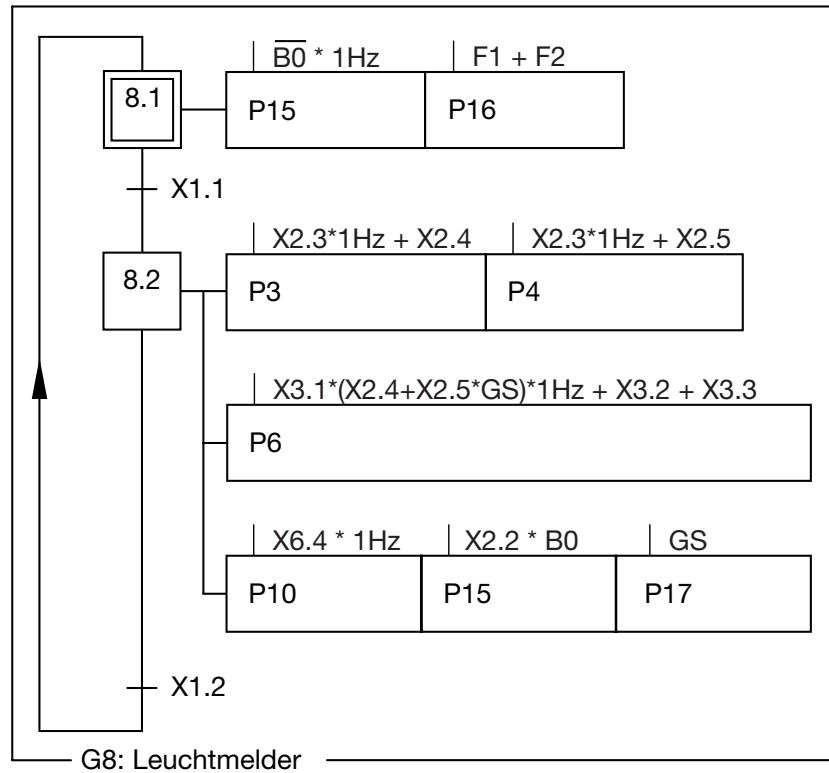 B̅0̅ * 1Hz F1 + F2
8.1 P15 P16
X1.1
X2.3*1Hz + X2.4 X2.3*1Hz + X2.5
8.2 P3 P4
X3.1*(X2.4+X2.5*GS)*1Hz + X3.2 + X3.3
P6
X6.4 * 1Hz X2.2 * B0 GS
P10 P15 P17
X1.2
G8: Leuchtmelder